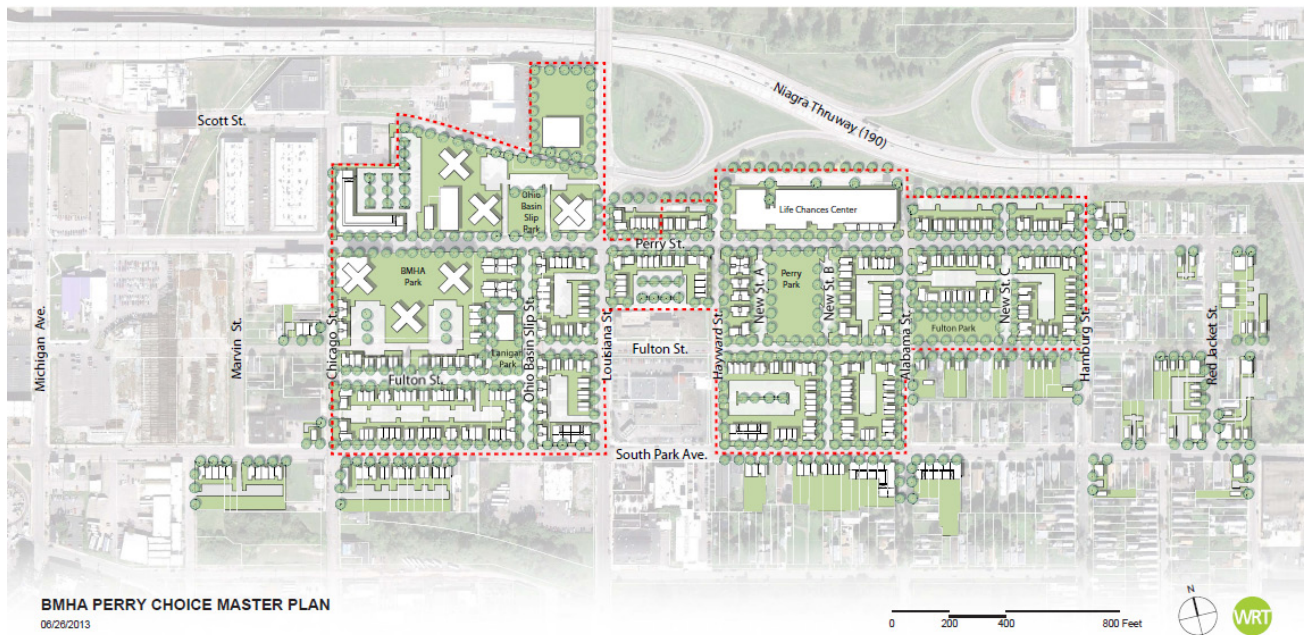 Scott St.
Niagra Thruway (190)
Ohio
Basin
Slip
Park
Life Chances Center
Perry St.
BMHA
Park
Perry
Park
New St. A
New St. B
New St. C
Fulton Park
Lanigan
Park
Michigan Ave.
Marvin St.
Chicago St.
Ohio Basin Slip St.
Louisiana St.
Fulton St.
Hayward St.
Alabama St.
Hamburg St.
Red Jacket St.
Fulton St.
South Park Ave.
BMHA PERRY CHOICE MASTER PLAN
06/26/2013
0 200 400 800 Feet
N
WRT